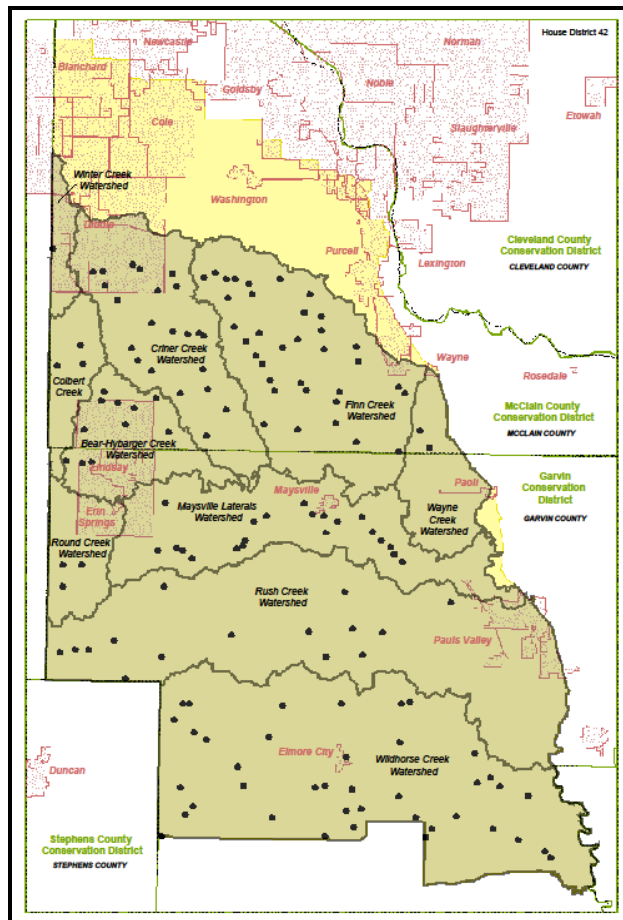 House District 42
Newcastle
Norman
Blanchard
Goldsby
Noble
Cole
Slaughterville
Etowah
Winter Creek
Watershed
Washington
Dibble
Purcell
Lexington
Cleveland County
Conservation District
CLEVELAND COUNTY
Criner Creek
Watershed
Wayne
Rosedale
Colbert
Creek
Finn Creek
Watershed
McClain County
Conservation District
MCCLAIN COUNTY
Bear-Hybarger Creek
Watershed
Lindsay
Paoli
Garvin
Conservation
District
GARVIN COUNTY
Maysville
Maysville Laterals
Watershed
Erin
Springs
Wayne
Creek
Watershed
Round Creek
Watershed
Rush Creek
Watershed
Pauls Valley
Elmore City
Wildhorse Creek
Watershed
Duncan
Stephens County
Conservation District
STEPHENS COUNTY